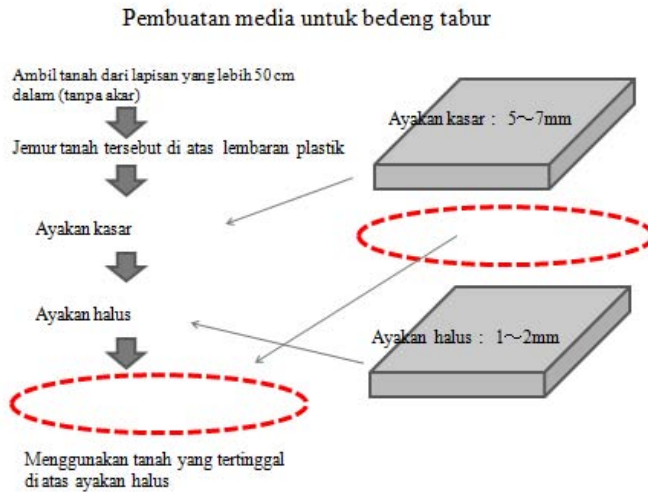 Pembuatan media untuk bedeng tabur
Ambil tanah dari lapisan yang lebih 50 cm
dalam (tanpa akar)
Jemur tanah tersebut di atas lembaran plastik
Ayakan kasar
Ayakan halus
Menggunakan tanah yang tertinggal
di atas ayakan halus
Ayakan kasar : 5～7mm
Ayakan halus : 1～2mm